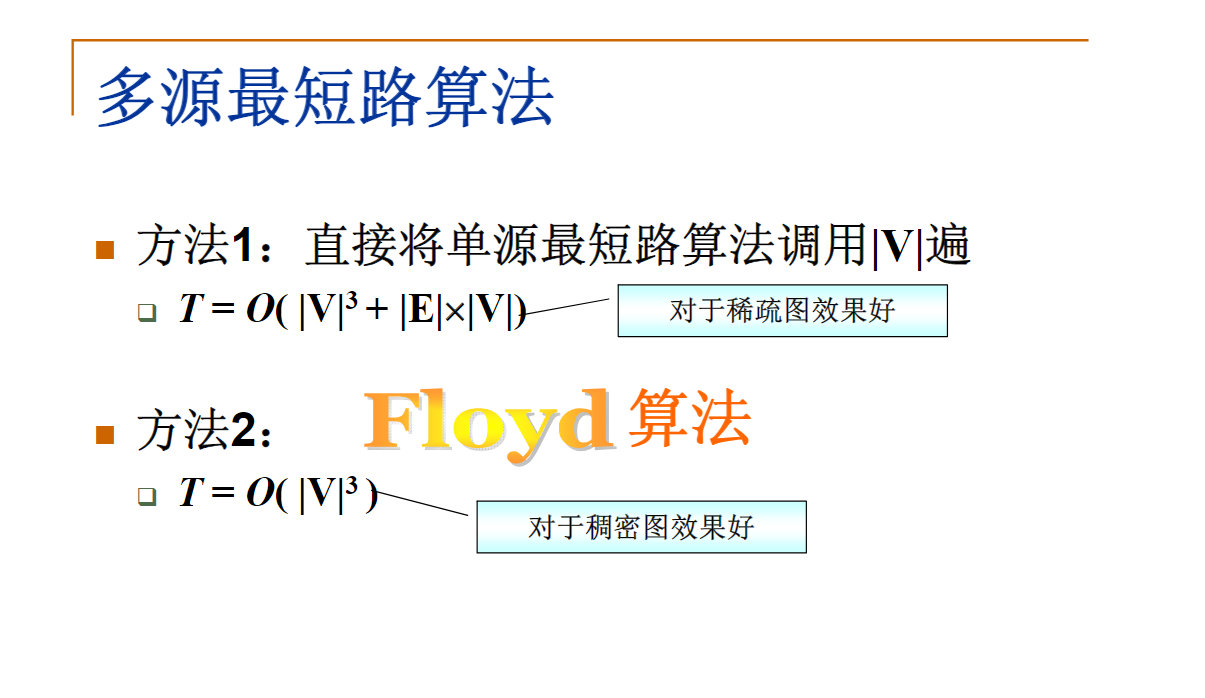 多源最短路算法
方法1：直接将单源最短路算法调用|V|遍
T = O( |V|³ + |E|×|V|)
对于稀疏图效果好
方法2：Floyd 算法
T = O( |V|³ )
对于稠密图效果好